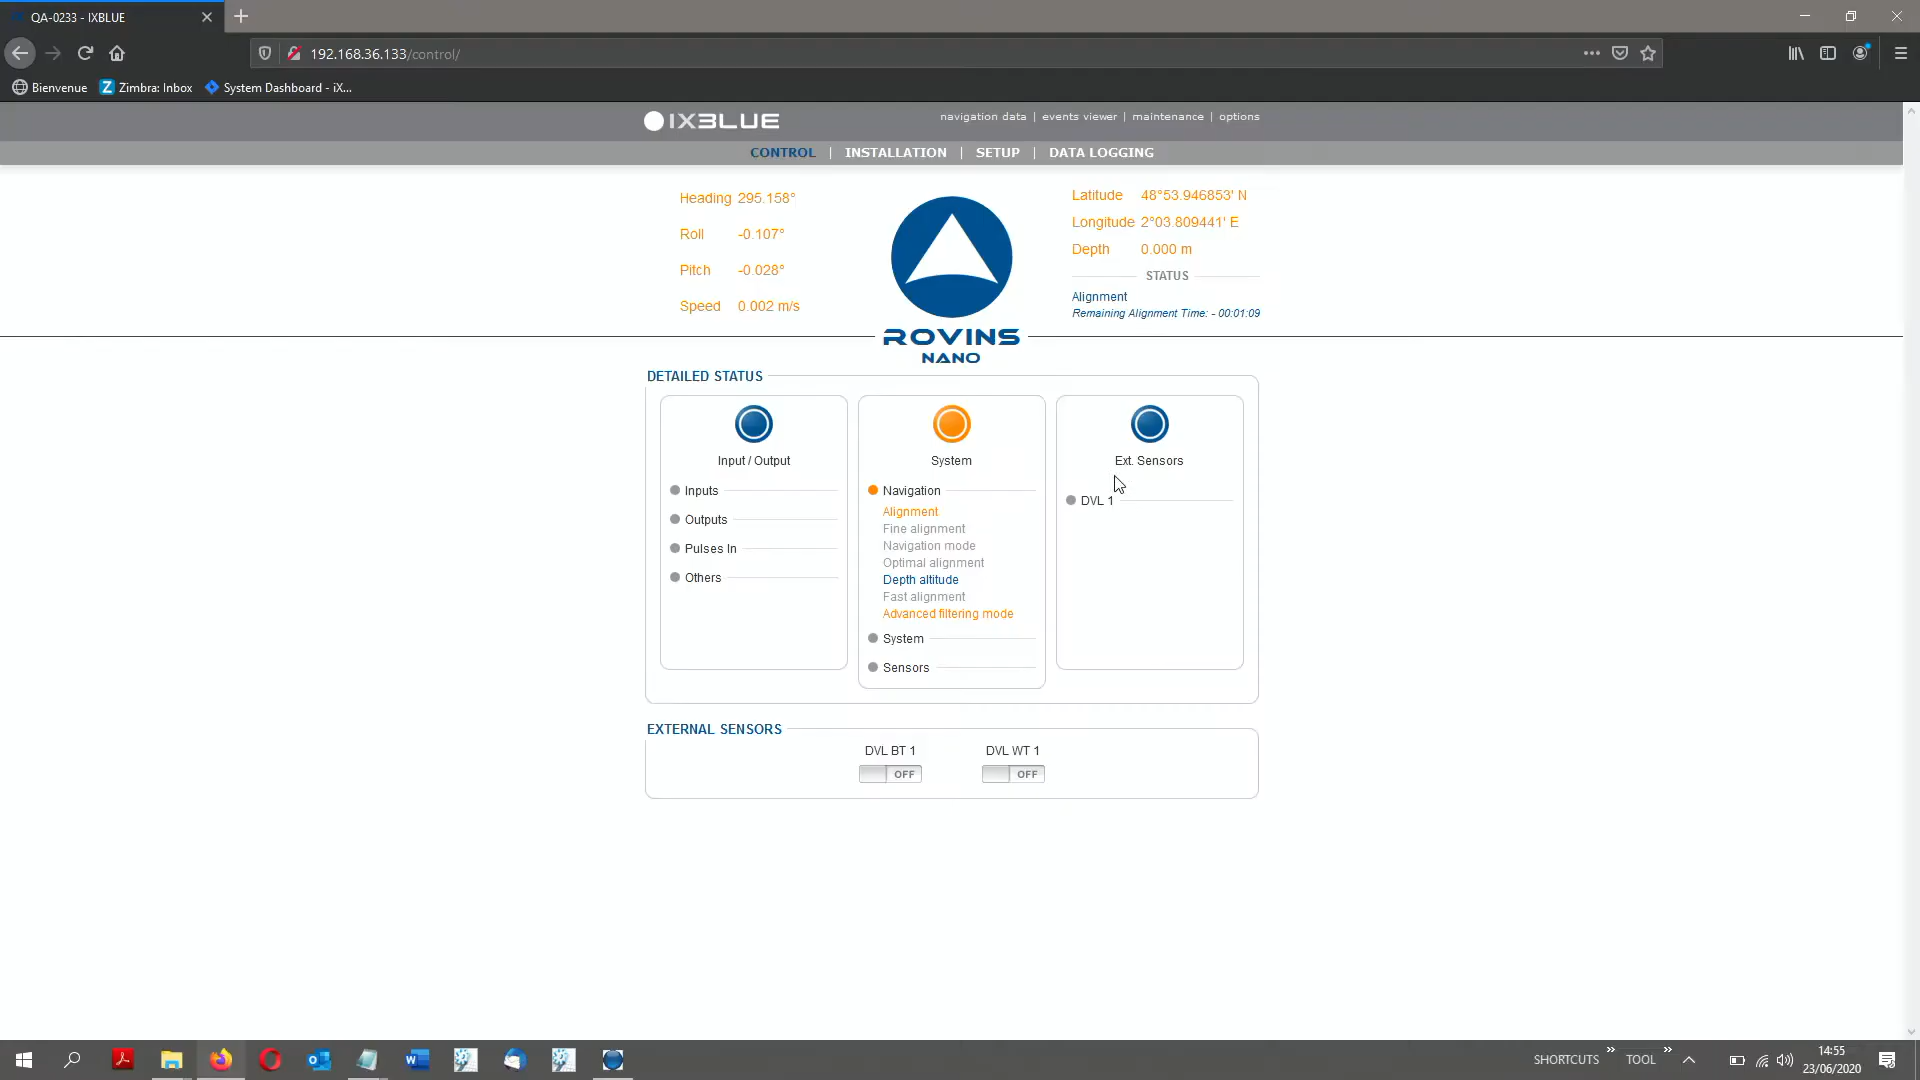 QA-0233 - IXBLUE
192.168.36.133/control/
Bienvenue
Zimbra: Inbox
System Dashboard - iX...
IXBLUE
navigation data | events viewer | maintenance | options
CONTROL | INSTALLATION | SETUP | DATA LOGGING
Heading 295.158°
Roll -0.107°
Pitch -0.028°
Speed 0.002 m/s
ROVINS
NANO
Latitude 48°53.946853' N
Longitude 2°03.809441' E
Depth 0.000 m
STATUS
Alignment
Remaining Alignment Time: - 00:01:09
DETAILED STATUS
Input / Output
Inputs
Outputs
Pulses In
Others
System
Navigation
Alignment
Fine alignment
Navigation mode
Optimal alignment
Depth altitude
Fast alignment
Advanced filtering mode
System
Sensors
Ext. Sensors
DVL 1
EXTERNAL SENSORS
DVL BT 1
OFF
DVL WT 1
OFF
SHORTCUTS
TOOL
14:55
23/06/2020